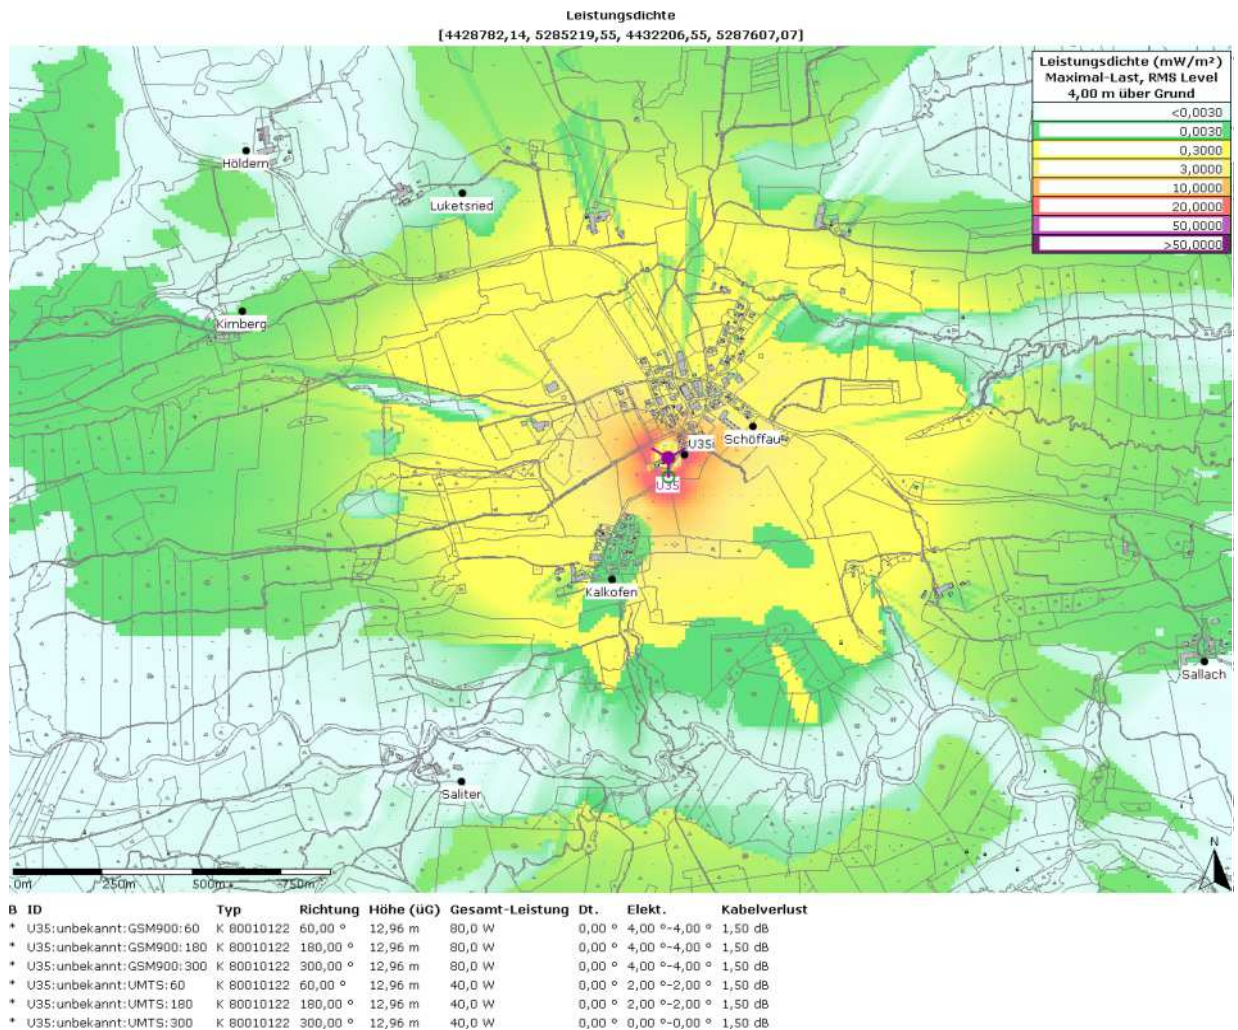 Leistungsdichte
[4428782,14, 5285219,55, 4432206,55, 5287607,07]
Leistungsdichte (mW/m²)
Maximal-Last, RMS Level
4,00 m über Grund
<0,0030
0,0030
0,3000
3,0000
10,0000
20,0000
50,0000
>50,0000
Höldern
Luketsried
Kirnberg
Schöffau
U35i
U35
Kalkofen
Sallach
Saliter
N
0m 250m 500m 750m
B ID Typ Richtung Höhe (üG) Gesamt-Leistung Dt. Elekt. Kabelverlust
* U35:unbekannt:GSM900:60 K 80010122 60,00 ° 12,96 m 80,0 W 0,00 ° 4,00 °-4,00 ° 1,50 dB
* U35:unbekannt:GSM900:180 K 80010122 180,00 ° 12,96 m 80,0 W 0,00 ° 4,00 °-4,00 ° 1,50 dB
* U35:unbekannt:GSM900:300 K 80010122 300,00 ° 12,96 m 80,0 W 0,00 ° 4,00 °-4,00 ° 1,50 dB
* U35:unbekannt:UMTS:60 K 80010122 60,00 ° 12,96 m 40,0 W 0,00 ° 2,00 °-2,00 ° 1,50 dB
* U35:unbekannt:UMTS:180 K 80010122 180,00 ° 12,96 m 40,0 W 0,00 ° 2,00 °-2,00 ° 1,50 dB
* U35:unbekannt:UMTS:300 K 80010122 300,00 ° 12,96 m 40,0 W 0,00 ° 0,00 °-0,00 ° 1,50 dB